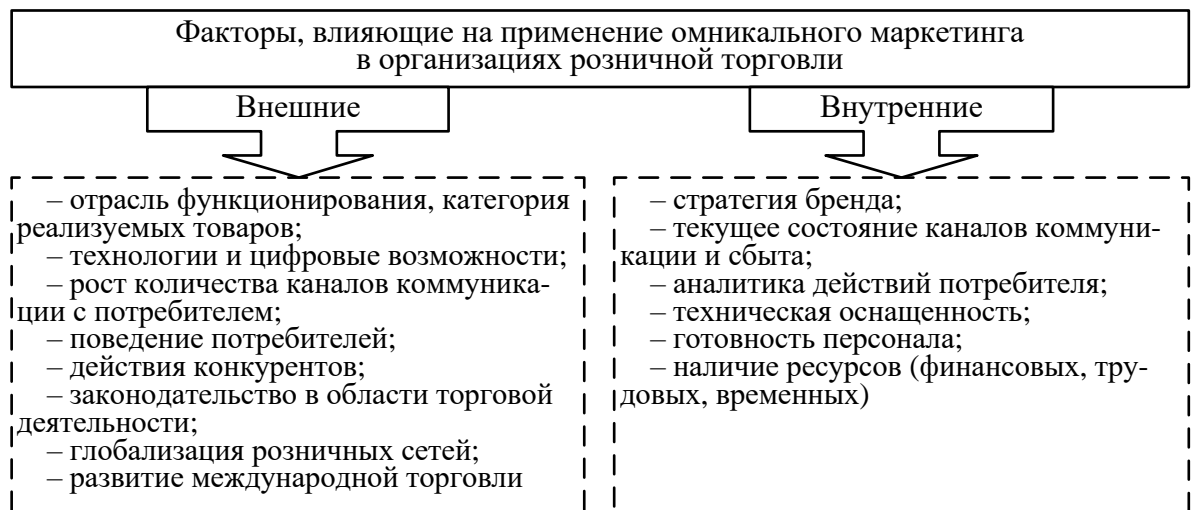 Факторы, влияющие на применение омникального маркетинга
в организациях розничной торговли
Внешние
Внутренние
– отрасль функционирования, категория
реализуемых товаров;
– технологии и цифровые возможности;
– рост количества каналов коммуника-
ции с потребителем;
– поведение потребителей;
– действия конкурентов;
– законодательство в области торговой
деятельности;
– глобализация розничных сетей;
– развитие международной торговли
– стратегия бренда;
– текущее состояние каналов коммуни-
кации и сбыта;
– аналитика действий потребителя;
– техническая оснащенность;
– готовность персонала;
– наличие ресурсов (финансовых, тру-
довых, временных)